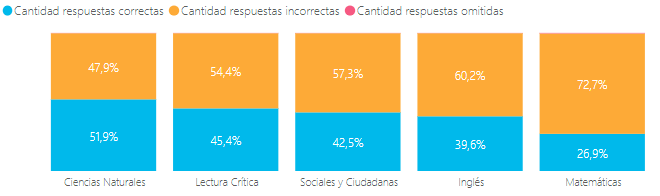 Cantidad respuestas correctas Cantidad respuestas incorrectas Cantidad respuestas omitidas
47,9% 54,4% 57,3% 60,2% 72,7%
51,9% 45,4% 42,5% 39,6% 26,9%
Ciencias Naturales Lectura Crítica Sociales y Ciudadanas Inglés Matemáticas